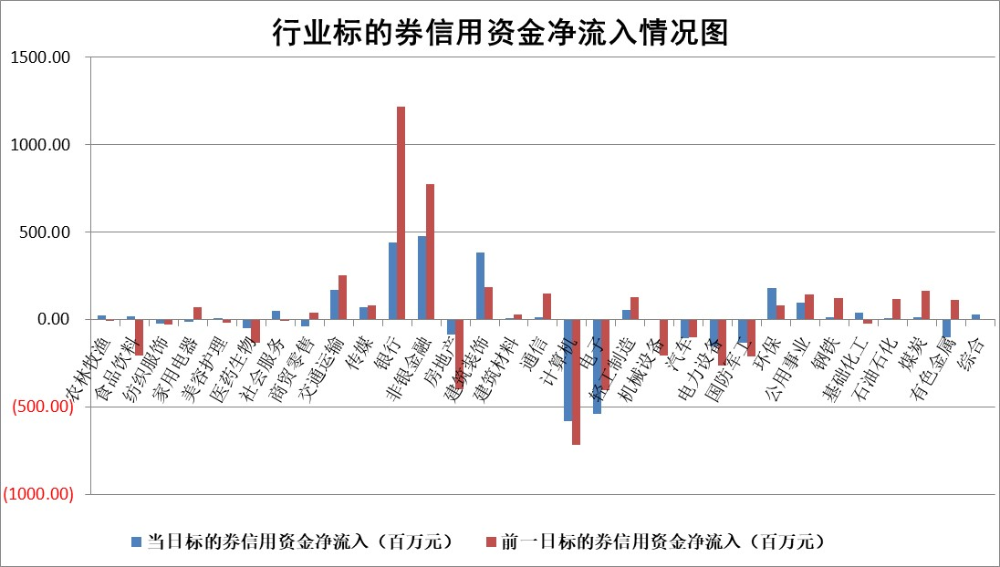 行业标的券信用资金净流入情况图
1500.00
1000.00
500.00
0.00
(500.00)
(1000.00)
农林牧渔
食品饮料
纺织服饰
家用电器
美容护理
医药生物
社会服务
商贸零售
交通运输
传媒
银行
非银金融
房地产
建筑装饰
建筑材料
通信
计算机
电子
轻工制造
机械设备
汽车
电力设备
国防军工
环保
公用事业
钢铁
基础化工
石油石化
煤炭
有色金属
综合
当日标的券信用资金净流入（百万元）
前一日标的券信用资金净流入（百万元）